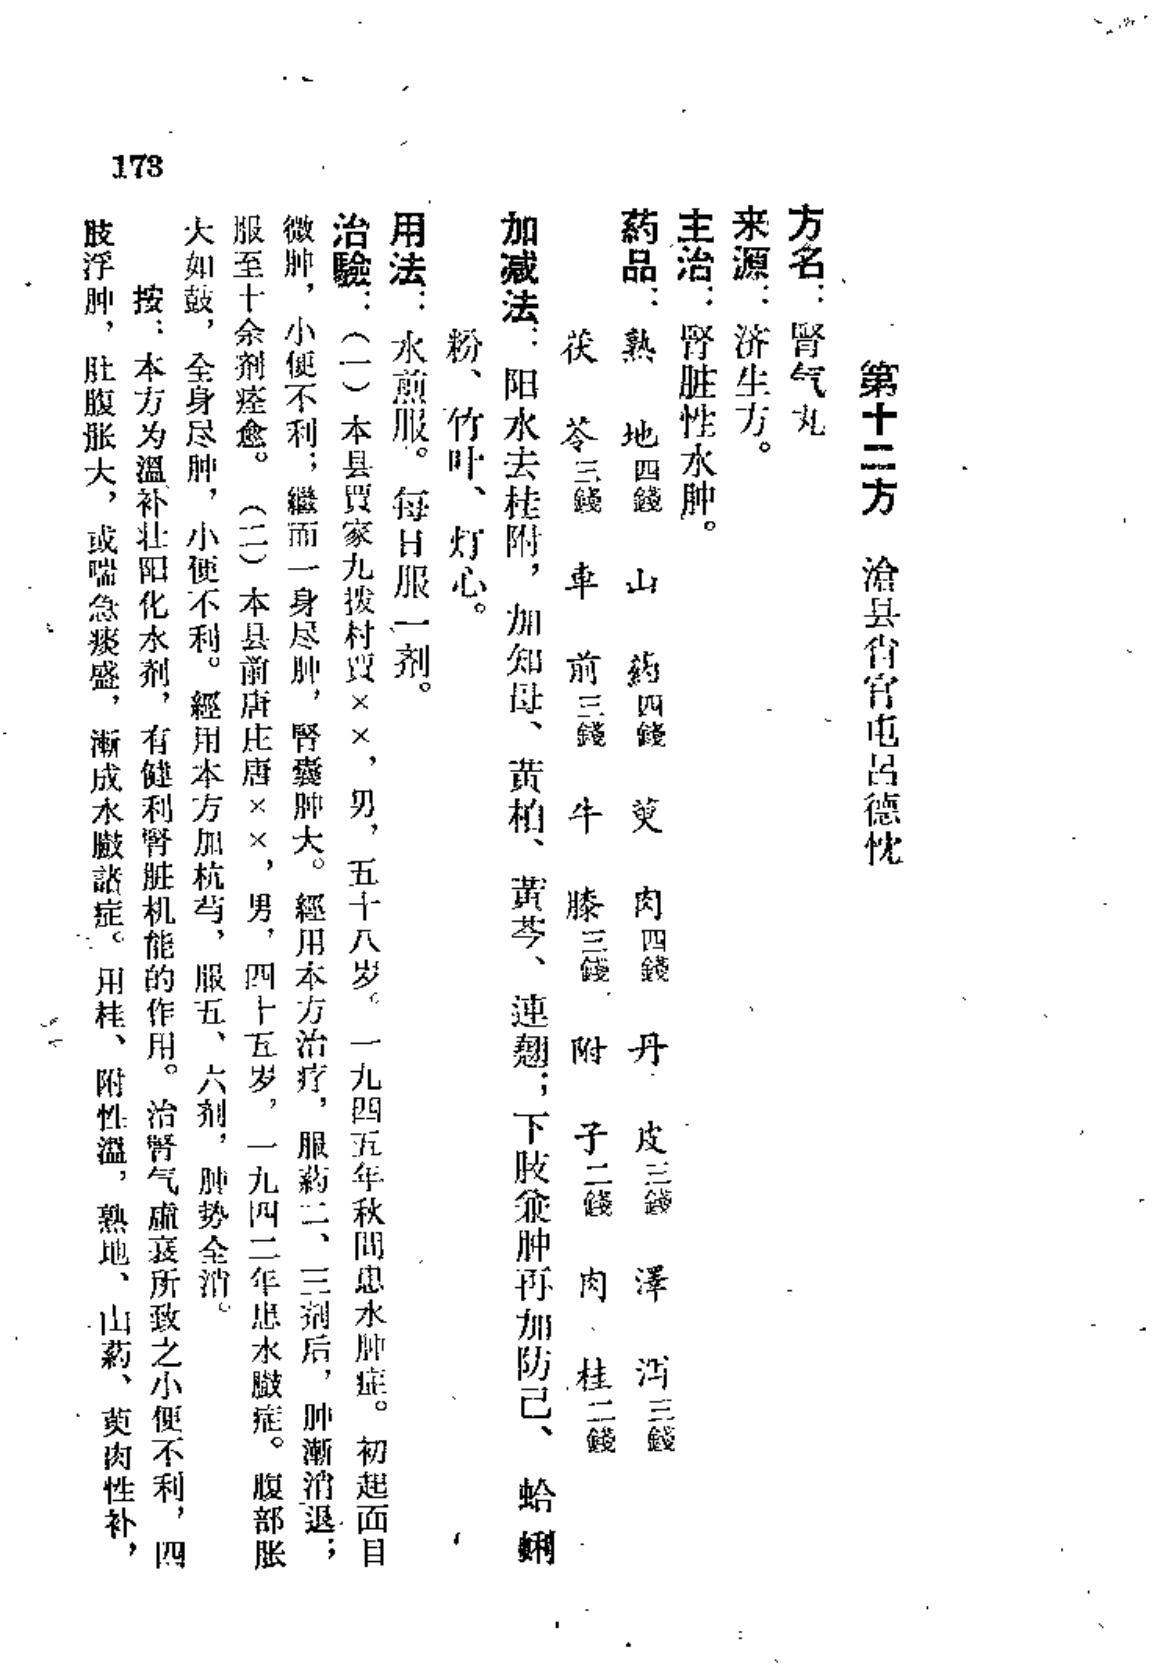 第十二方　滄县省官屯呂德忱
方名：腎气丸
来源：济生方。
主治：腎脏性水肿。
药品：熟　地四錢　山　药四錢　萸　肉四錢　丹　皮三錢　澤　泻三錢
茯　苓三錢　車　前三錢　牛　膝三錢　附　子二錢　肉　桂二錢
加减法：阳水去桂附，加知母、黄柏、黃芩、連翘；下肢兼肿再加防己、蛤蜊
粉、竹叶、灯心。
用法：水煎服。每日服一剂。
治驗：（一）本县賈家九拨村賈××，男，五十八岁。一九四五年秋間患水肿症。初起面目
微肿，小便不利；繼而一身尽肿，腎囊肿大。經用本方治疗，服药二、三剂后，肿漸消退；
服至十余剂痊愈。（二）本县前唐庄唐××，男，四十五岁，一九四二年患水臌症。腹部胀
大如鼓，全身尽肿，小便不利。經用本方加杭芍，服五、六剂，肿势全消。
按：本方为溫补壮阳化水剂，有健利腎脏机能的作用。治腎气虛衰所致之小便不利，四
肢浮肿，肚腹胀大，或喘急痰盛，漸成水臌諸症。用桂、附性溫，熟地、山药、萸肉性补，
173